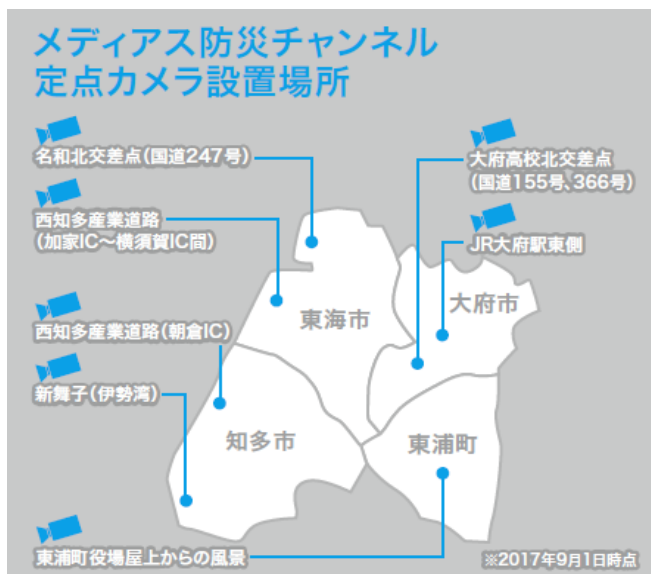 メディアス防災チャンネル
定点カメラ設置場所
名和北交差点(国道247号)
西知多産業道路
(加家IC〜横須賀IC間)
西知多産業道路(朝倉IC)
新舞子(伊勢湾)
東浦町役場屋上からの風景
大府高校北交差点
(国道155号、366号)
JR大府駅東側
東海市
大府市
知多市
東浦町
※2017年9月1日時点